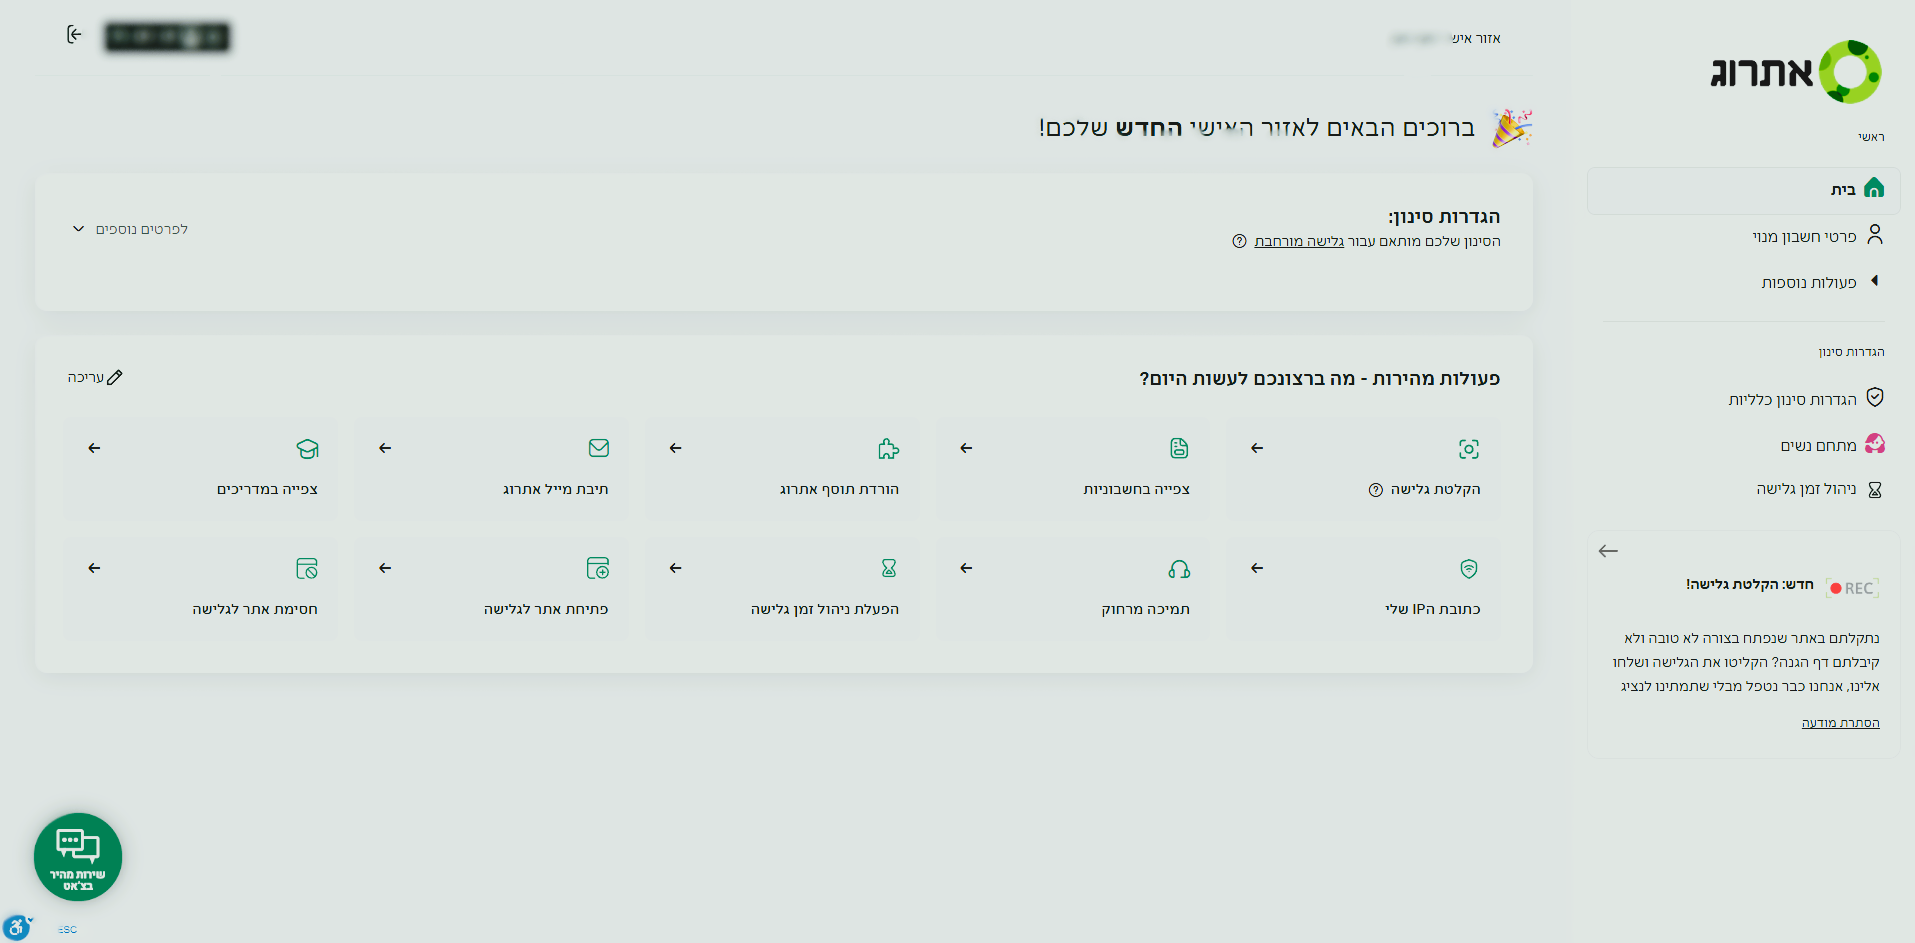 אתרוג
ראשי
בית
פרטי חשבון מנוי
פעולות נוספות
הגדרות סינון
הגדרות סינון כלליות
מתחם נשים
ניהול זמן גלישה
REC
חדש: הקלטת גלישה!
נתקלתם באתר שנפתח בצורה לא טובה ולא
קיבלתם דף הגנה? הקליטו את הגלישה ושלחו
אלינו, אנחנו כבר נטפל מבלי שתמתינו לנציג
הסתרת מודעה
אזור איש
ברוכים הבאים לאזור האישי החדש שלכם!
הגדרות סינון:
הסינון שלכם מותאם עבור גלישה מורחבת
לפרטים נוספים
פעולות מהירות - מה ברצונכם לעשות היום?
עריכה
הקלטת גלישה
צפייה בחשבוניות
הורדת תוסף אתרוג
תיבת מייל אתרוג
צפייה במדריכים
כתובת הIP שלי
תמיכה מרחוק
הפעלת ניהול זמן גלישה
פתיחת אתר לגלישה
חסימת אתר לגלישה
שירות מהיר
בצ'אט
ESC